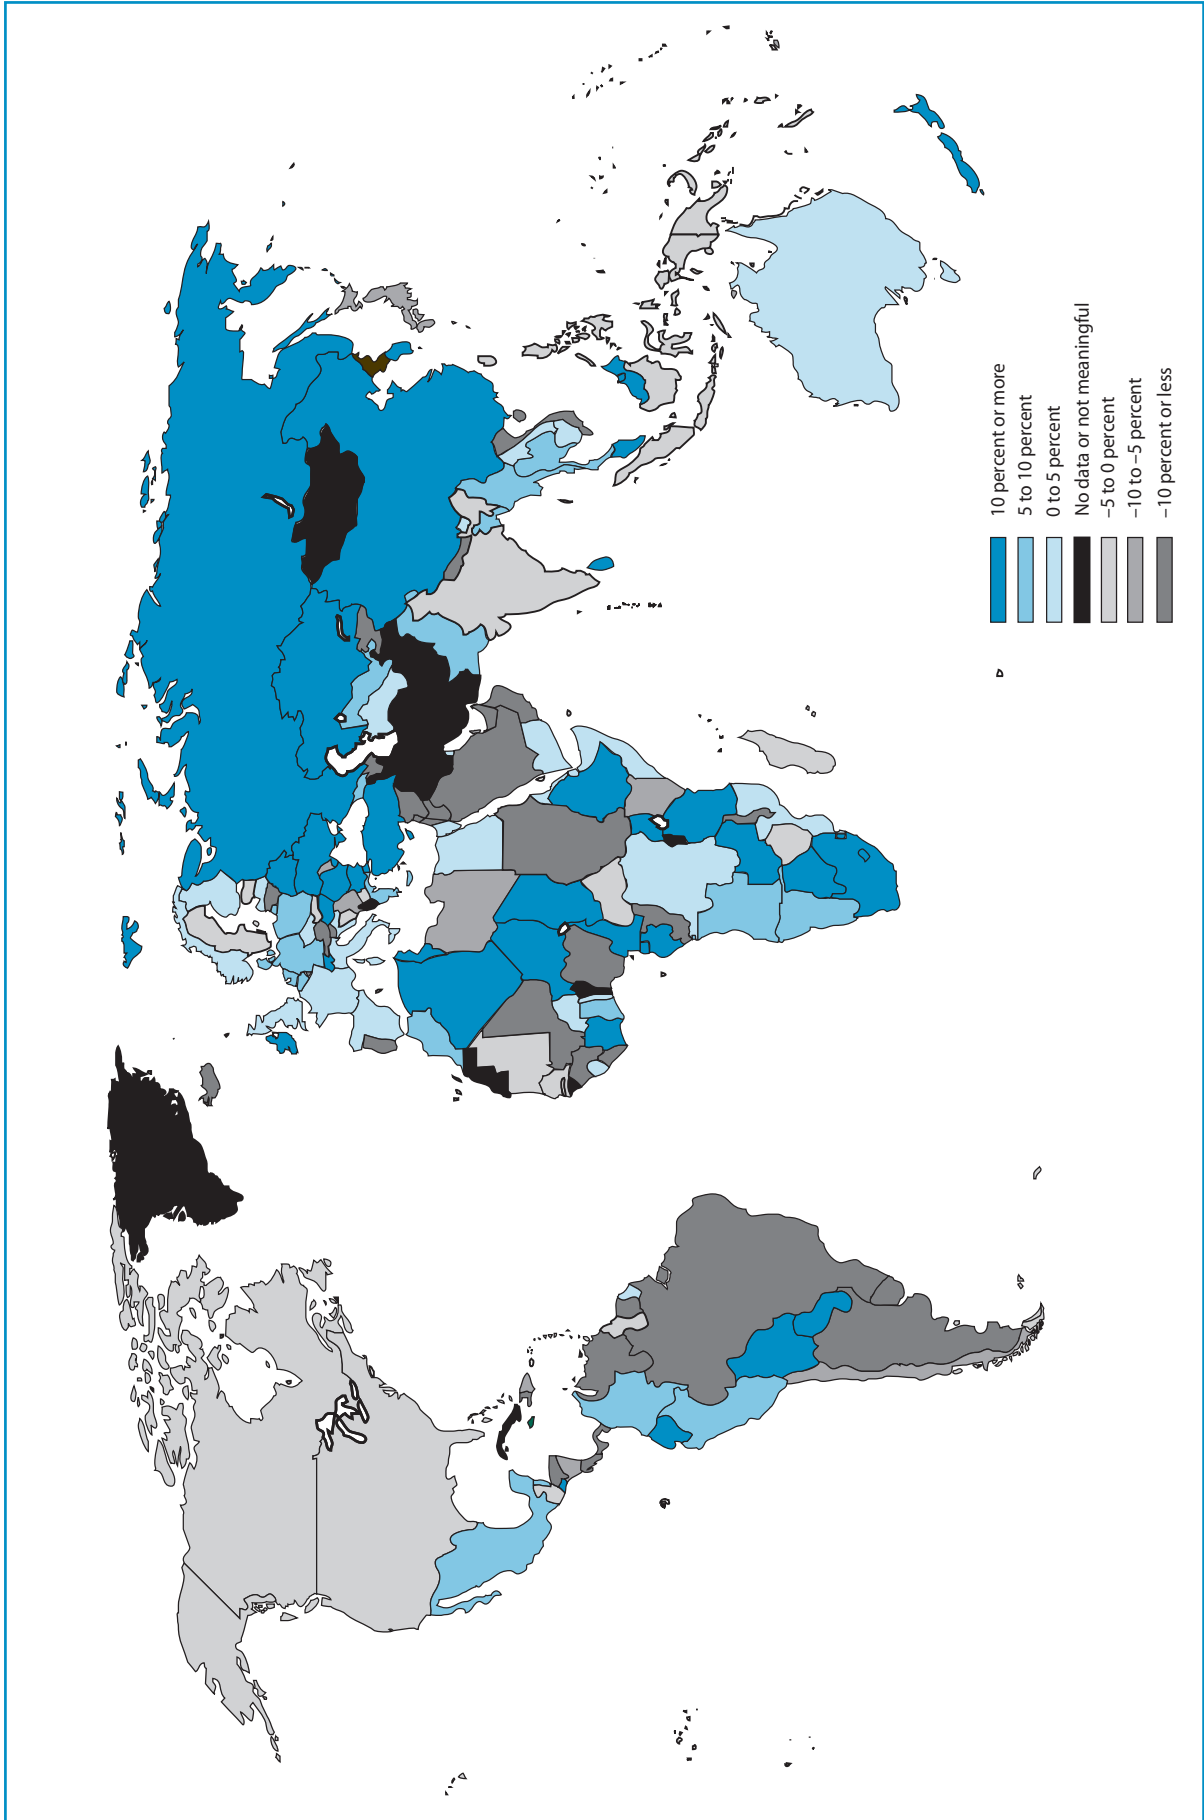 10 percent or more
5 to 10 percent
0 to 5 percent
No data or not meaningful
–5 to 0 percent
–10 to –5 percent
–10 percent or less